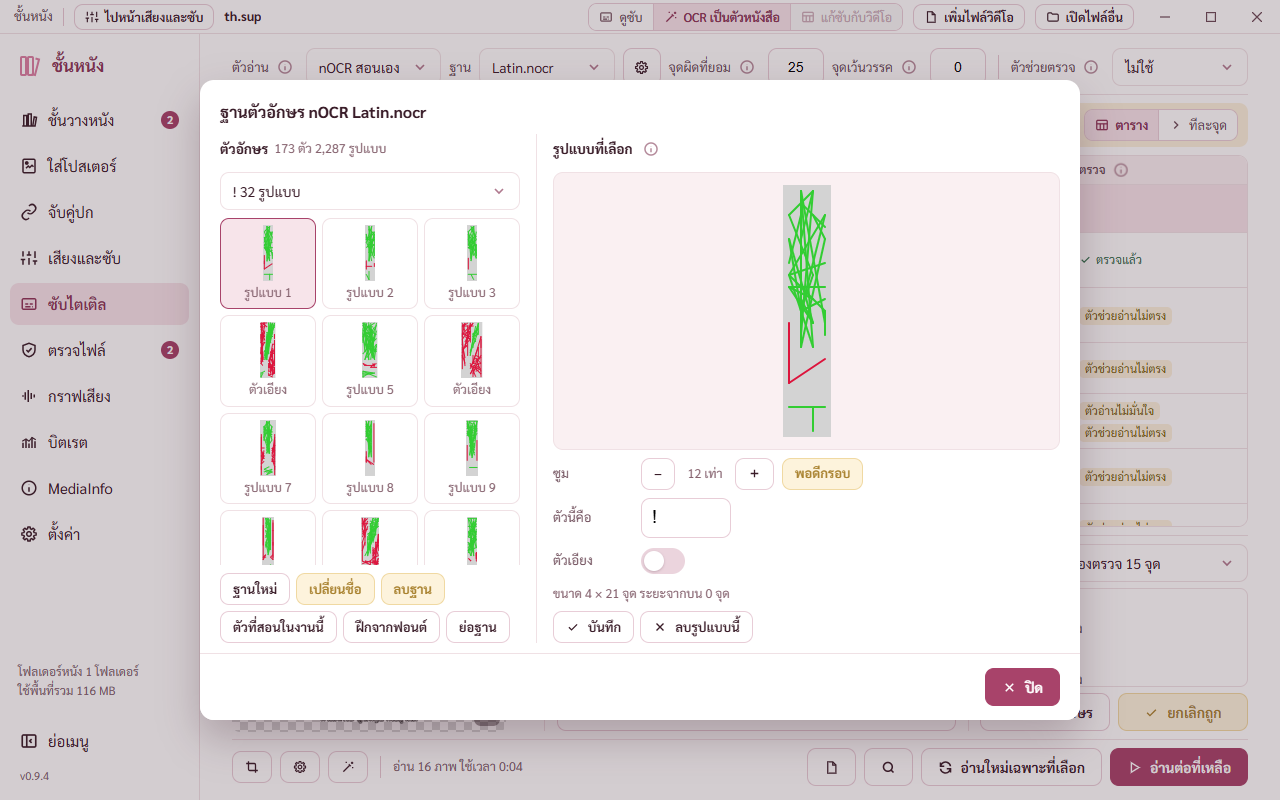 ชั้นหนัง
ไปหน้าเสียงและซับ
th.sup
ดูซับ
OCR เป็นตัวหนังสือ
แก้ซับกับวิดีโอ
เพิ่มไฟล์วิดีโอ
เปิดไฟล์อื่น
ชั้นหนัง
ตัวอ่าน
nOCR สอนเอง
ฐาน
Latin.nocr
จุดผิดที่ยอม
25
จุดเว้นวรรค
0
ตัวช่วยตรวจ
ไม่ใช้
ชั้นวางหนัง
2
ใส่โปสเตอร์
จับคู่ปก
เสียงและซับ
ซับไตเติล
ตรวจไฟล์
2
กราฟเสียง
บิตเรต
MediaInfo
ตั้งค่า
โฟลเดอร์หนัง 1 โฟลเดอร์
ใช้พื้นที่รวม 116 MB
ย่อเมนู
v0.9.4
ฐานตัวอักษร nOCR Latin.nocr
ตัวอักษร 173 ตัว 2,287 รูปแบบ
! 32 รูปแบบ
รูปแบบ 1
รูปแบบ 2
รูปแบบ 3
ตัวเอียง
รูปแบบ 5
ตัวเอียง
รูปแบบ 7
รูปแบบ 8
รูปแบบ 9
ฐานใหม่
เปลี่ยนชื่อ
ลบฐาน
ตัวที่สอนในงานนี้
ฝึกจากฟอนต์
ย่อฐาน
รูปแบบที่เลือก
ซูม
–
12 เท่า
+
พอดีกรอบ
ตัวนี้คือ
!
ตัวเอียง
ขนาด 4 × 21 จุด ระยะจากบน 0 จุด
บันทึก
ลบรูปแบบนี้
ปิด
ตาราง
ทีละจุด
ตรวจ
ตรวจแล้ว
ตัวช่วยอ่านไม่ตรง
ตัวช่วยอ่านไม่ตรง
ตัวอ่านไม่มั่นใจ
ตัวช่วยอ่านไม่ตรง
ตัวช่วยอ่านไม่ตรง
องตรวจ 15 จุด
ยกเลิกถูก
อ่าน 16 ภาพ ใช้เวลา 0:04
อ่านใหม่เฉพาะที่เลือก
อ่านต่อที่เหลือ